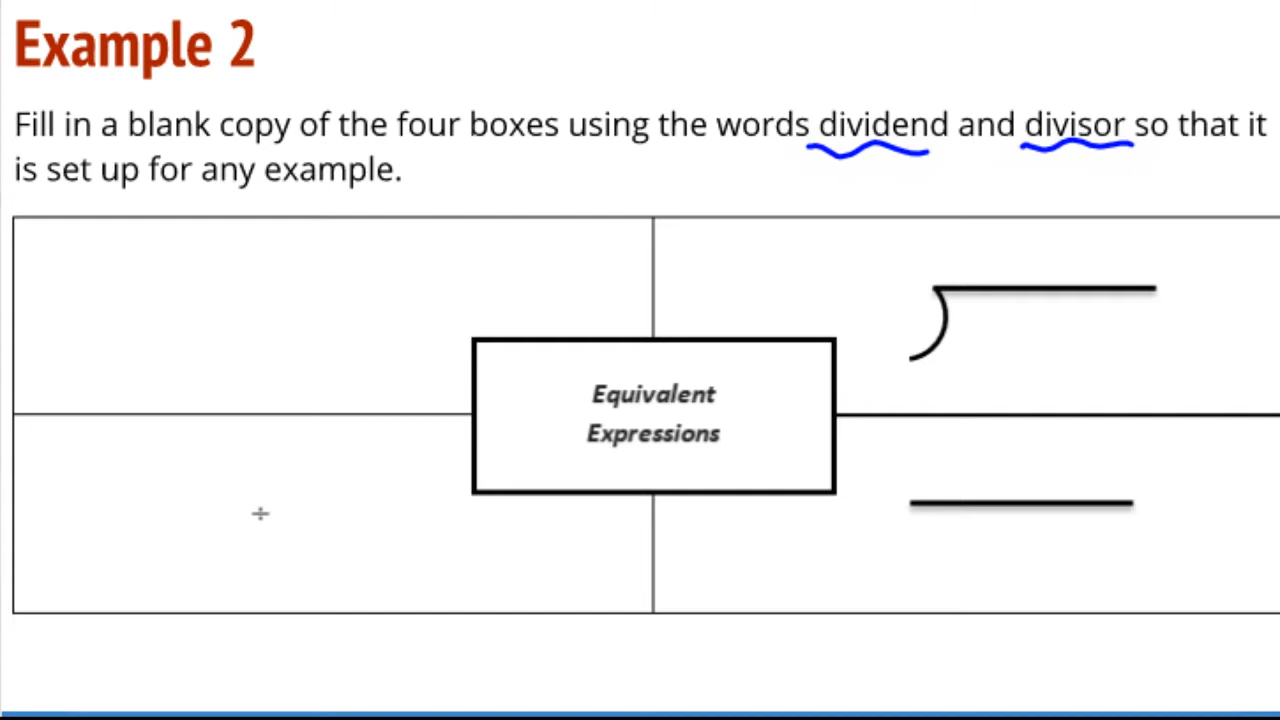 Example 2
Fill in a blank copy of the four boxes using the words dividend and divisor so that it
is set up for any example.
Equivalent
Expressions
÷